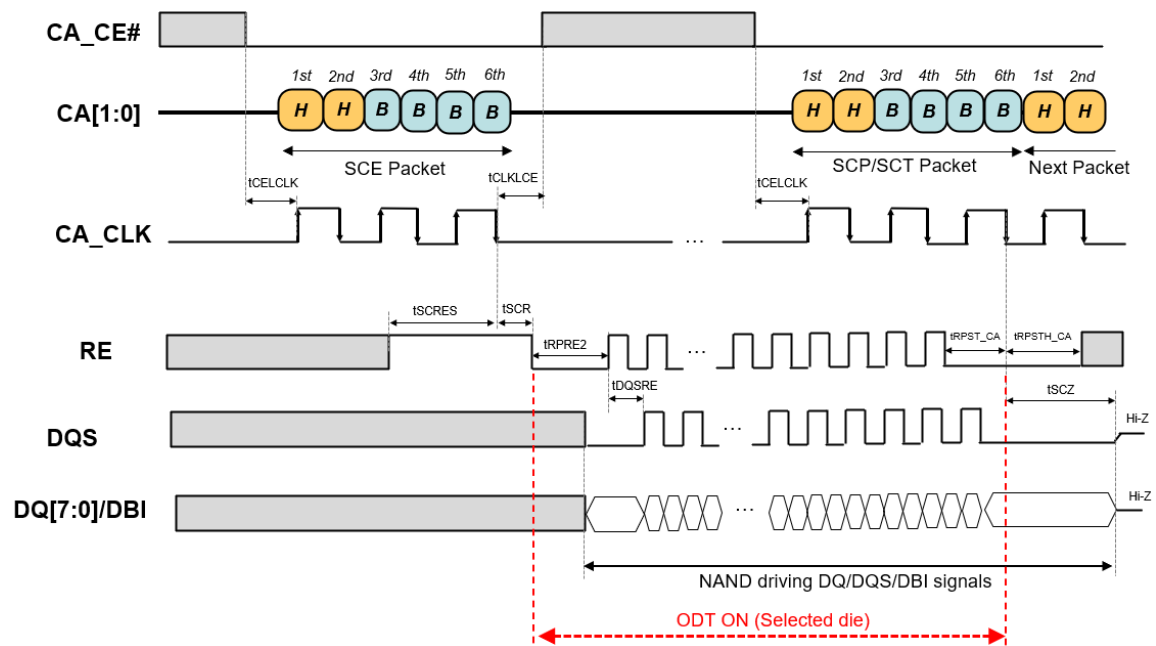 CA_CE#
1st 2nd 3rd 4th 5th 6th 1st 2nd 3rd 4th 5th 6th 1st 2nd
CA[1:0] H H B B B B H H B B B B H H
SCE Packet SCP/SCT Packet Next Packet
tCELCLK tCLKLCE tCELCLK
CA_CLK ...
tSCRES tSCR
RE tRPRE2 ... tRPST_CA tRPSTH_CA
tDQSRE tSCZ
DQS ... Hi-Z
DQ[7:0]/DBI ... Hi-Z
NAND driving DQ/DQS/DBI signals
ODT ON (Selected die)